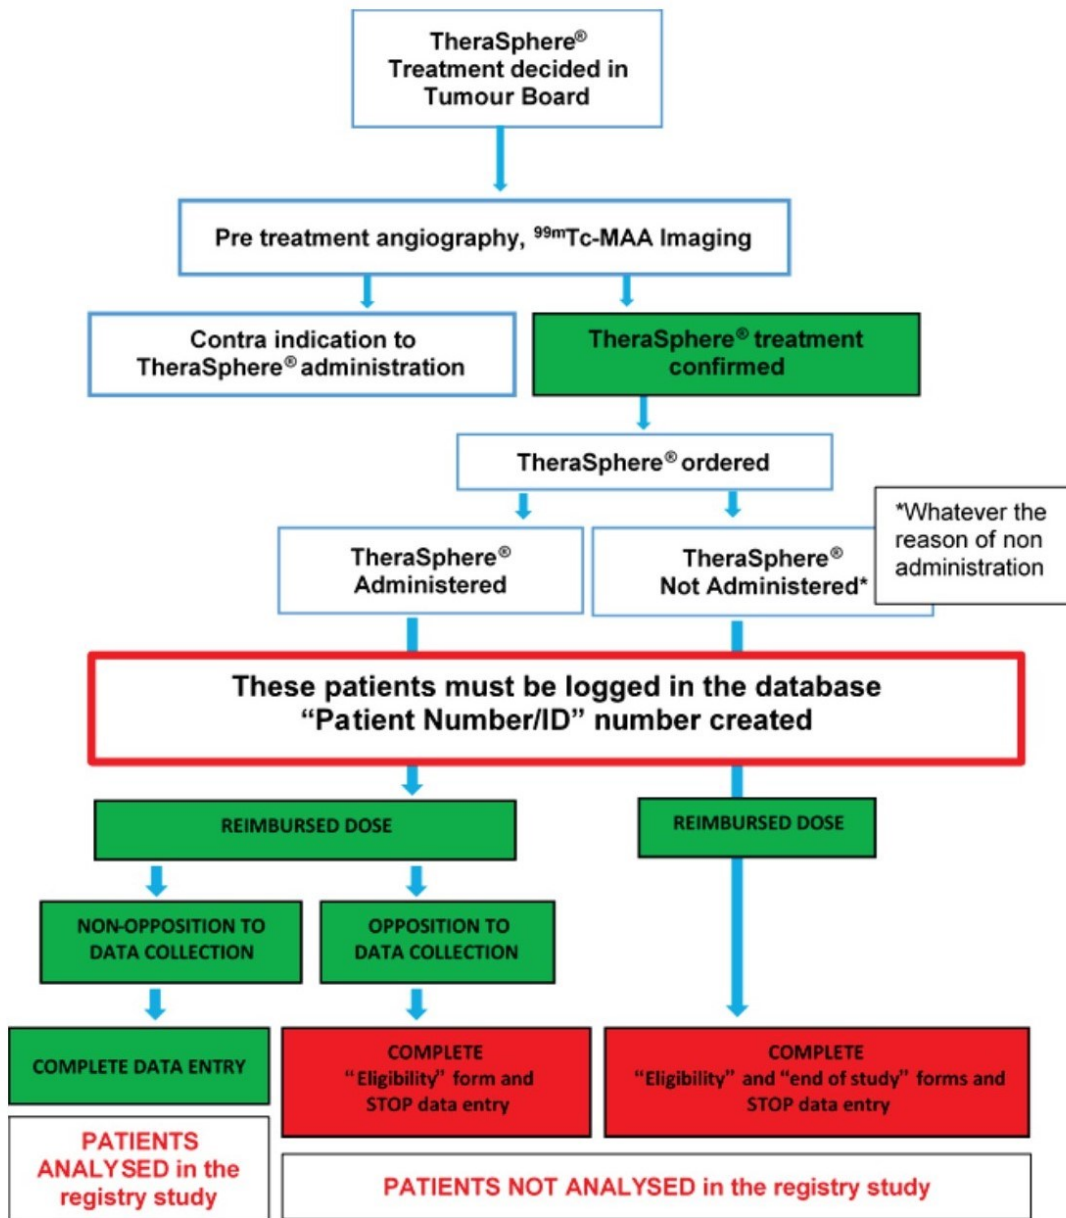 TheraSphere®
Treatment decided in
Tumour Board
Pre treatment angiography, ⁹⁹ᵐTc-MAA Imaging
Contra indication to
TheraSphere® administration
TheraSphere® treatment
confirmed
TheraSphere® ordered
TheraSphere®
Administered
TheraSphere®
Not Administered*
*Whatever the
reason of non
administration
These patients must be logged in the database
“Patient Number/ID” number created
REIMBURSED DOSE
REIMBURSED DOSE
NON-OPPOSITION TO
DATA COLLECTION
OPPOSITION TO
DATA COLLECTION
COMPLETE DATA ENTRY
COMPLETE
“Eligibility” form and
STOP data entry
COMPLETE
“Eligibility” and “end of study” forms and
STOP data entry
PATIENTS
ANALYSED in the
registry study
PATIENTS NOT ANALYSED in the registry study